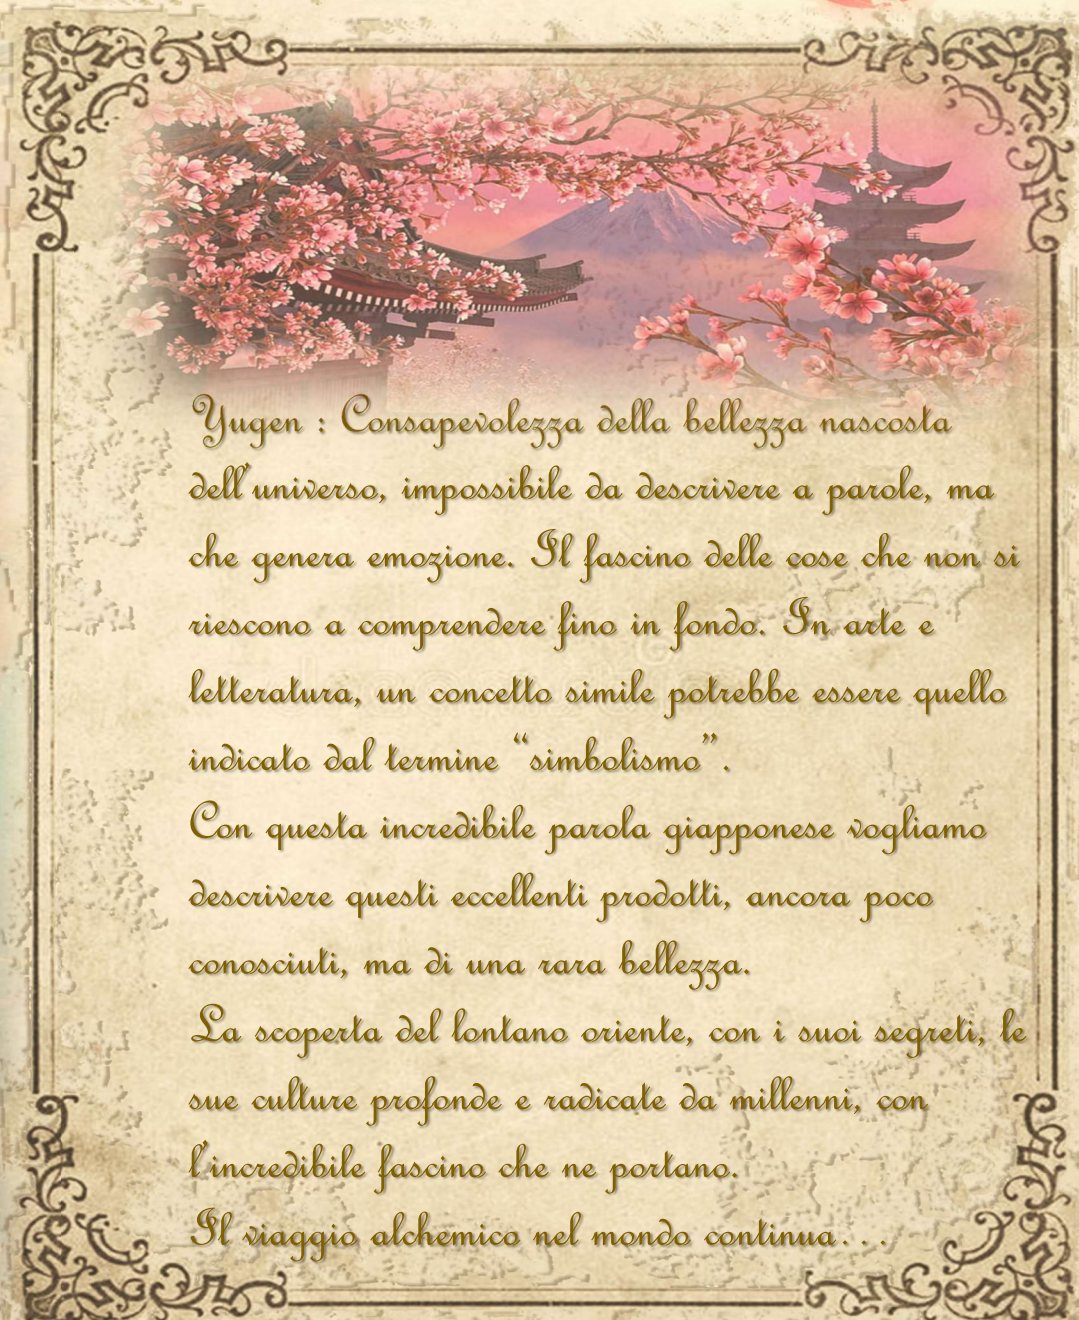 Yugen : Consapevolezza della bellezza nascosta
dell'universo, impossibile da descrivere a parole, ma
che genera emozione. Il fascino delle cose che non si
riescono a comprendere fino in fondo. In arte e
letteratura, un concetto simile potrebbe essere quello
indicato dal termine “simbolismo”.
Con questa incredibile parola giapponese vogliamo
descrivere questi eccellenti prodotti, ancora poco
conosciuti, ma di una rara bellezza.
La scoperta del lontano oriente, con i suoi segreti, le
sue culture profonde e radicate da millenni, con
l'incredibile fascino che ne portano.
Il viaggio alchemico nel mondo continua...